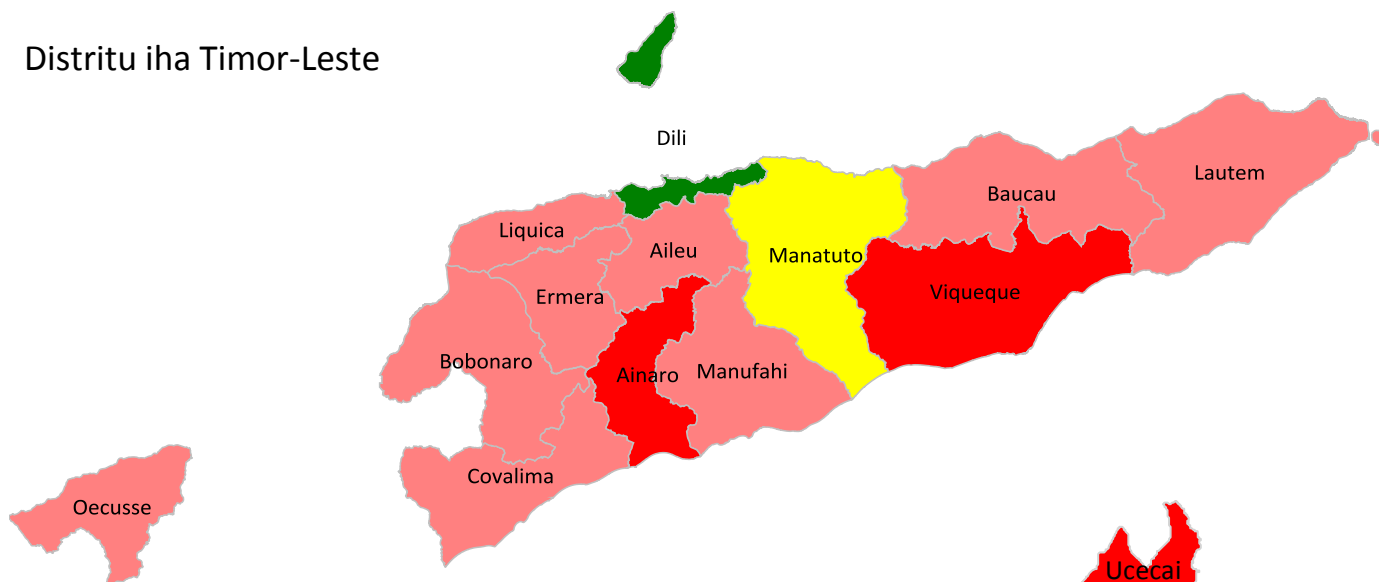 Distritu iha Timor-Leste
Dili
Lautem
Baucau
Liquica
Aileu
Manatuto
Viqueque
Ermera
Bobonaro
Ainaro
Manufahi
Covalima
Oecusse
Ucecai